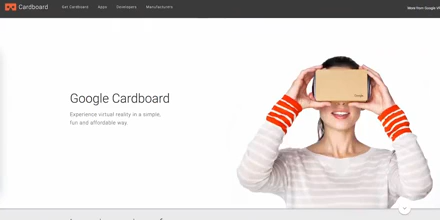 Cardboard
Get Cardboard Apps Developers Manufacturers
More from Google VR
Google Cardboard
Experience virtual reality in a simple,
fun and affordable way.
Google